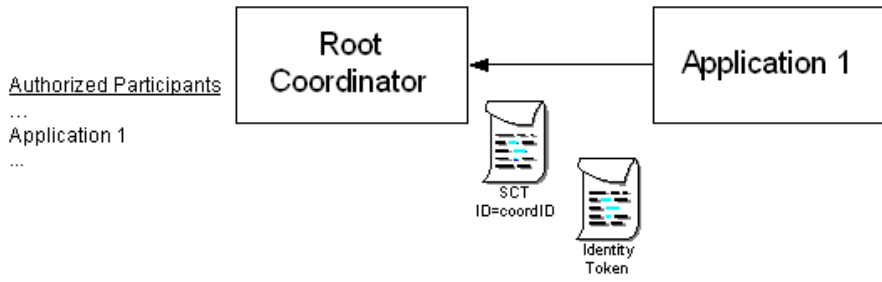 Root
Coordinator
Application 1
Authorized Participants
...
Application 1
...
SCT
ID=coordID
Identity
Token